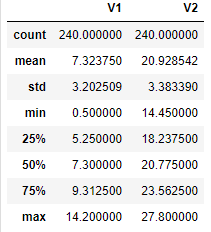 V1 V2
count 240.000000 240.000000
mean 7.323750 20.928542
std 3.202509 3.383390
min 0.500000 14.450000
25% 5.250000 18.237500
50% 7.300000 20.775000
75% 9.312500 23.562500
max 14.200000 27.800000